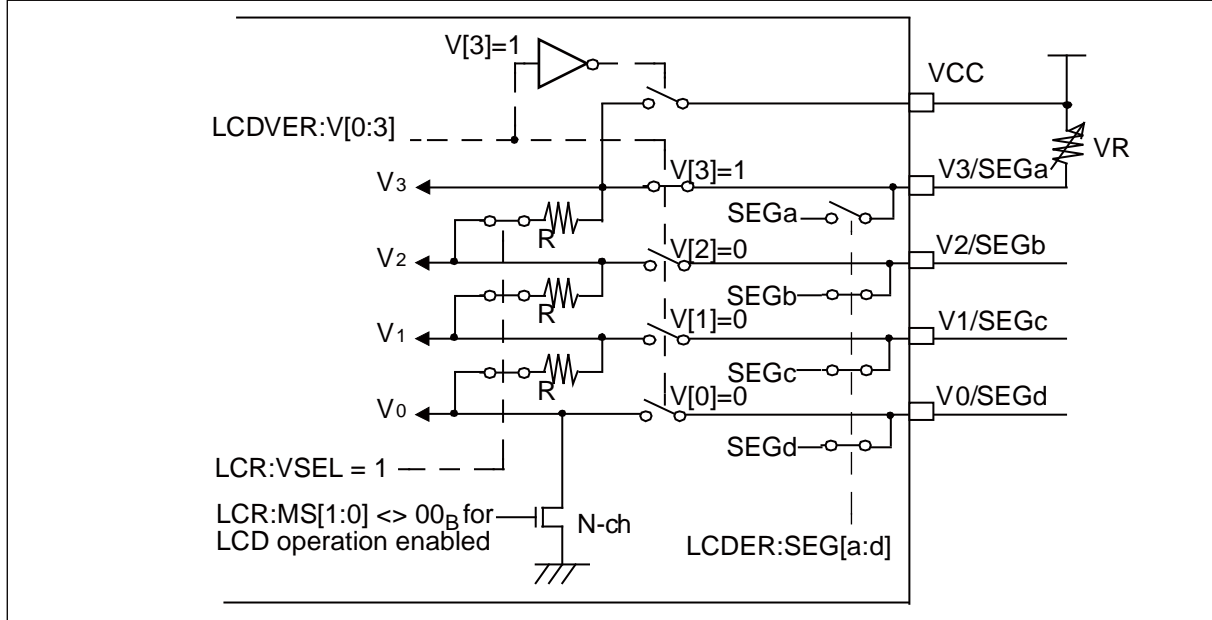 V[3]=1
VCC
LCDVER:V[0:3]
VR
V3
V[3]=1
V3/SEGa
SEGa
R
V2
V[2]=0
V2/SEGb
SEGb
R
V1
V[1]=0
V1/SEGc
SEGc
R
V0
V[0]=0
V0/SEGd
SEGd
LCR:VSEL = 1
LCR:MS[1:0] <> 00B for
LCD operation enabled
N-ch
LCDER:SEG[a:d]